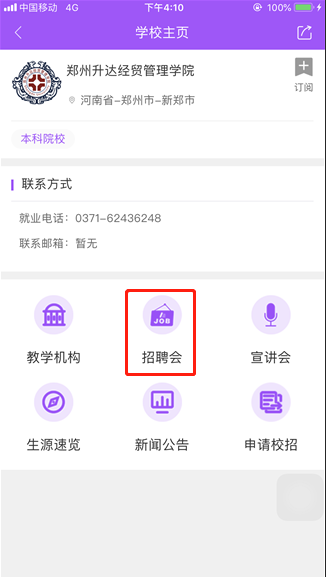 中国移动 4G 下午4:10 100%
学校主页
郑州升达经贸管理学院
河南省-郑州市-新郑市
订阅
本科院校
联系方式
就业电话：0371-62436248
联系邮箱：暂无
JOB
教学机构 招聘会 宣讲会
生源速览 新闻公告 申请校招